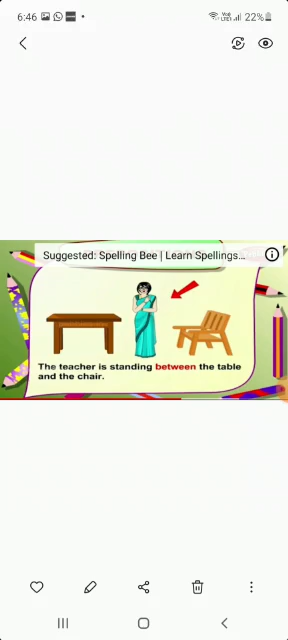 6:46
22%
Suggested: Spelling Bee | Learn Spellings...
The teacher is standing between the table
and the chair.